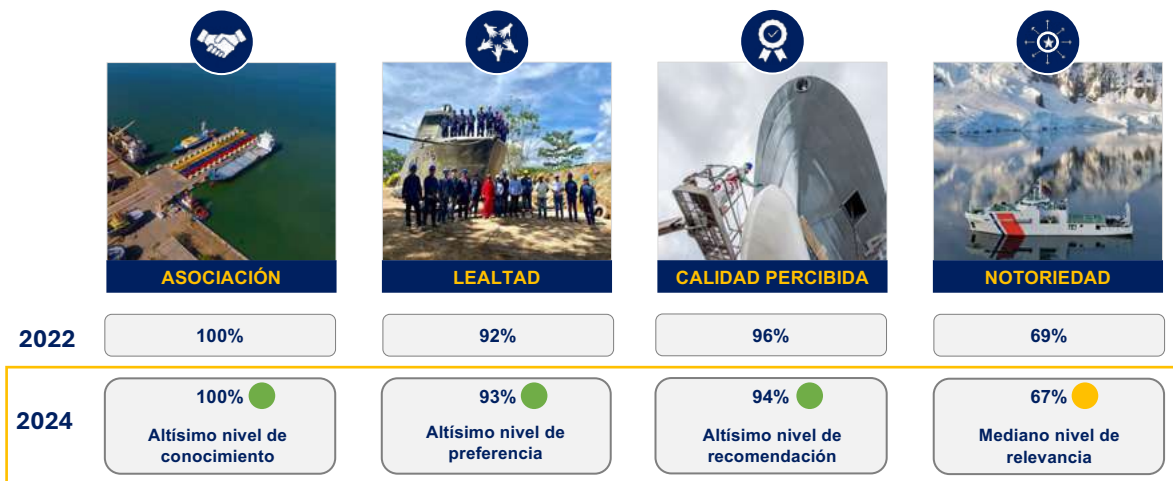 ASOCIACIÓN
LEALTAD
CALIDAD PERCIBIDA
NOTORIEDAD
2022
100%
92%
96%
69%
2024
100%
Altísimo nivel de
conocimiento
93%
Altísimo nivel de
preferencia
94%
Altísimo nivel de
recomendación
67%
Mediano nivel de
relevancia